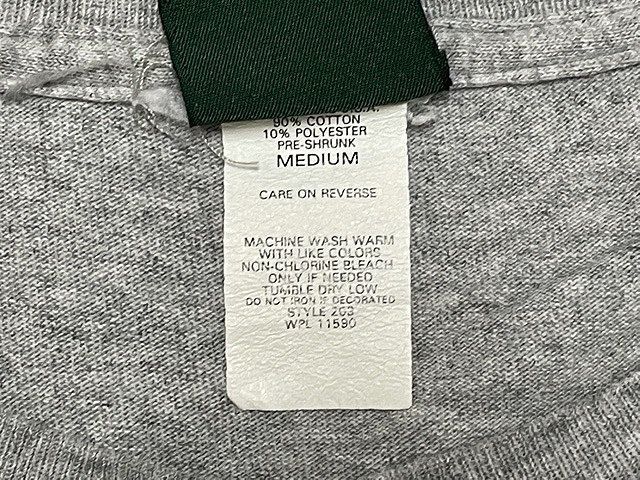 90% COTTON
10% POLYESTER
PRE-SHRUNK
MEDIUM
CARE ON REVERSE
MACHINE WASH WARM
WITH LIKE COLORS
NON-CHLORINE BLEACH
ONLY IF NEEDED
TUMBLE DRY LOW
DO NOT IRON IF DECORATED
STYLE 203
WPL 11590